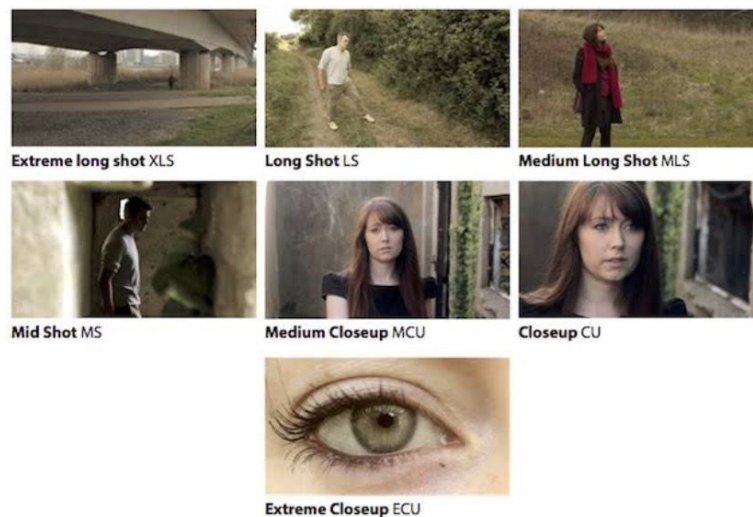 Extreme long shot XLS
Long Shot LS
Medium Long Shot MLS
Mid Shot MS
Medium Closeup MCU
Closeup CU
Extreme Closeup ECU